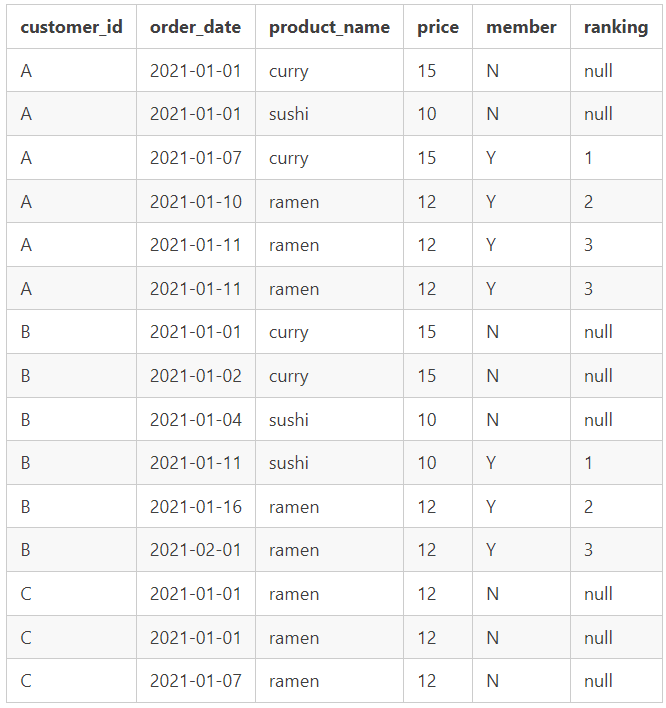 customer_id order_date product_name price member ranking
A 2021-01-01 curry 15 N null
A 2021-01-01 sushi 10 N null
A 2021-01-07 curry 15 Y 1
A 2021-01-10 ramen 12 Y 2
A 2021-01-11 ramen 12 Y 3
A 2021-01-11 ramen 12 Y 3
B 2021-01-01 curry 15 N null
B 2021-01-02 curry 15 N null
B 2021-01-04 sushi 10 N null
B 2021-01-11 sushi 10 Y 1
B 2021-01-16 ramen 12 Y 2
B 2021-02-01 ramen 12 Y 3
C 2021-01-01 ramen 12 N null
C 2021-01-01 ramen 12 N null
C 2021-01-07 ramen 12 N null